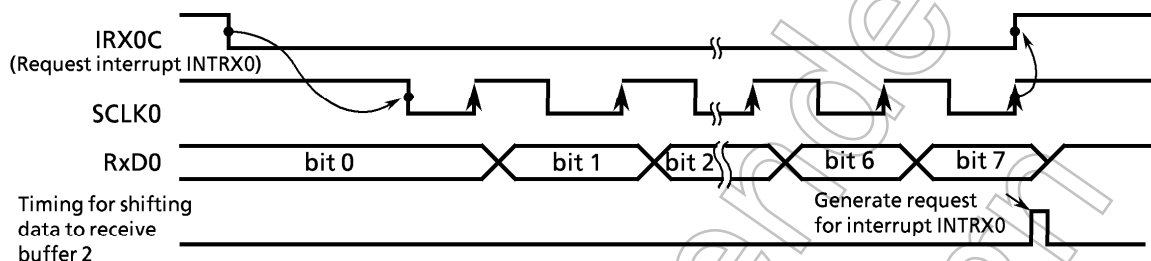 IRX0C
(Request interrupt INTRX0)
SCLK0
RxD0
bit 0
bit 1
bit 2
bit 6
bit 7
Timing for shifting
data to receive
buffer 2
Generate request
for interrupt INTRX0